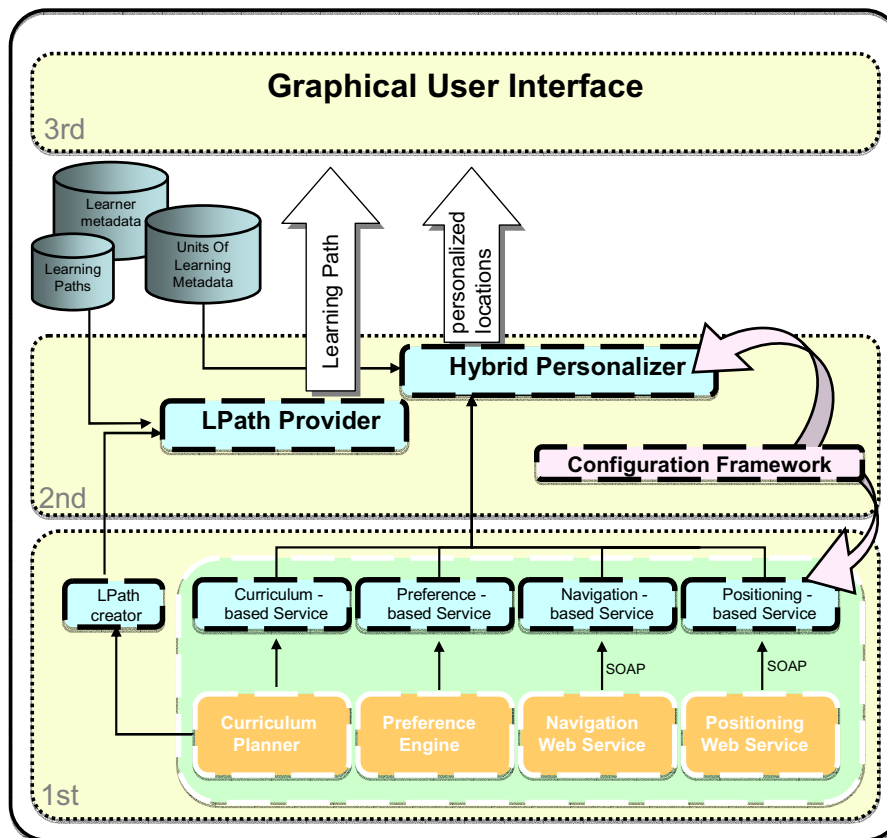 Graphical User Interface
3rd
Learner
metadata
Learning
Paths
Units Of
Learning
Metadata
Learning Path
personalized
locations
Hybrid Personalizer
LPath Provider
Configuration Framework
2nd
LPath
creator
Curriculum -
based Service
Preference -
based Service
Navigation -
based Service
Positioning -
based Service
SOAP
SOAP
Curriculum
Planner
Preference
Engine
Navigation
Web Service
Positioning
Web Service
1st